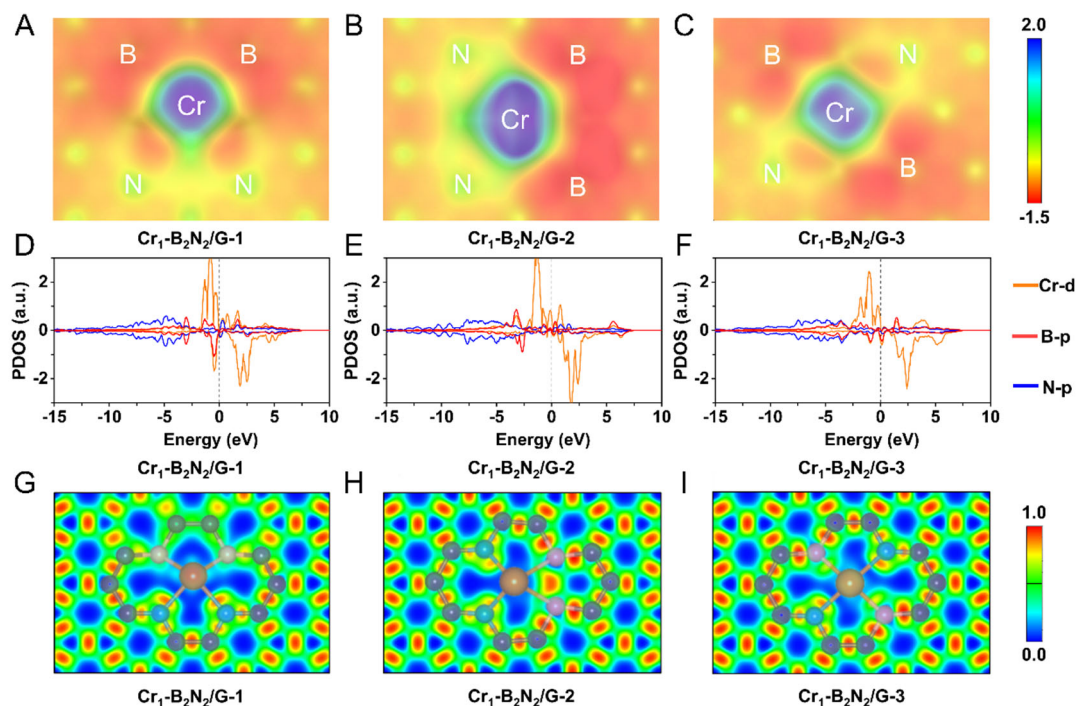 A B C
B B N B B N 2.0
Cr Cr Cr
N N N B N B -1.5
Cr₁-B₂N₂/G-1 Cr₁-B₂N₂/G-2 Cr₁-B₂N₂/G-3
D E F
PDOS (a.u.) 2 0 -2
-15 -10 -5 0 5 10
Energy (eV)
Cr₁-B₂N₂/G-1
PDOS (a.u.) 2 0 -2
-15 -10 -5 0 5 10
Energy (eV)
Cr₁-B₂N₂/G-2
PDOS (a.u.) 2 0 -2
-15 -10 -5 0 5 10
Energy (eV)
Cr₁-B₂N₂/G-3
Cr-d
B-p
N-p
G H I
1.0
0.0
Cr₁-B₂N₂/G-1 Cr₁-B₂N₂/G-2 Cr₁-B₂N₂/G-3